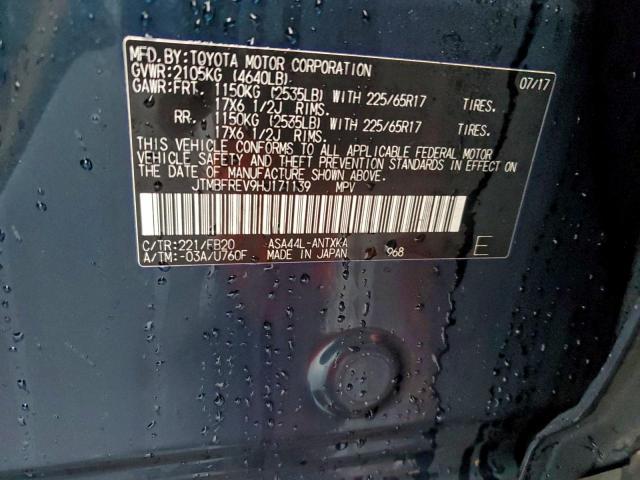 MFD. BY: TOYOTA MOTOR CORPORATION 07/17
GVWR: 2105KG (4640LB)
GAWR: FRT. 1150KG (2535LB) WITH 225/65R17 TIRES.
17X6 1/2J RIMS.
RR. 1150KG (2535LB) WITH 225/65R17 TIRES.
17X6 1/2J RIMS.
THIS VEHICLE CONFORMS TO ALL APPLICABLE FEDERAL MOTOR
VEHICLE SAFETY AND THEFT PREVENTION STANDARDS IN EFFECT ON
THE DATE OF MANUFACTURE SHOWN ABOVE.
JTMBFREV9HJ171139 MPV
C/TR: 221/FB20 ASA44L-ANTXKA E
A/TM: -03A/U760F MADE IN JAPAN 968